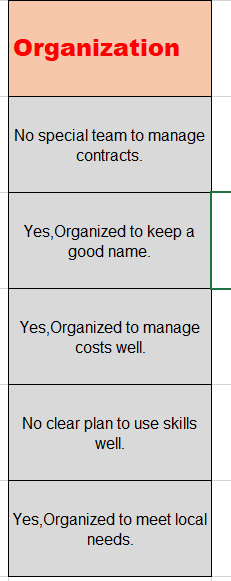 Organization
No special team to manage
contracts.
Yes,Organized to keep a
good name.
Yes,Organized to manage
costs well.
No clear plan to use skills
well.
Yes,Organized to meet local
needs.